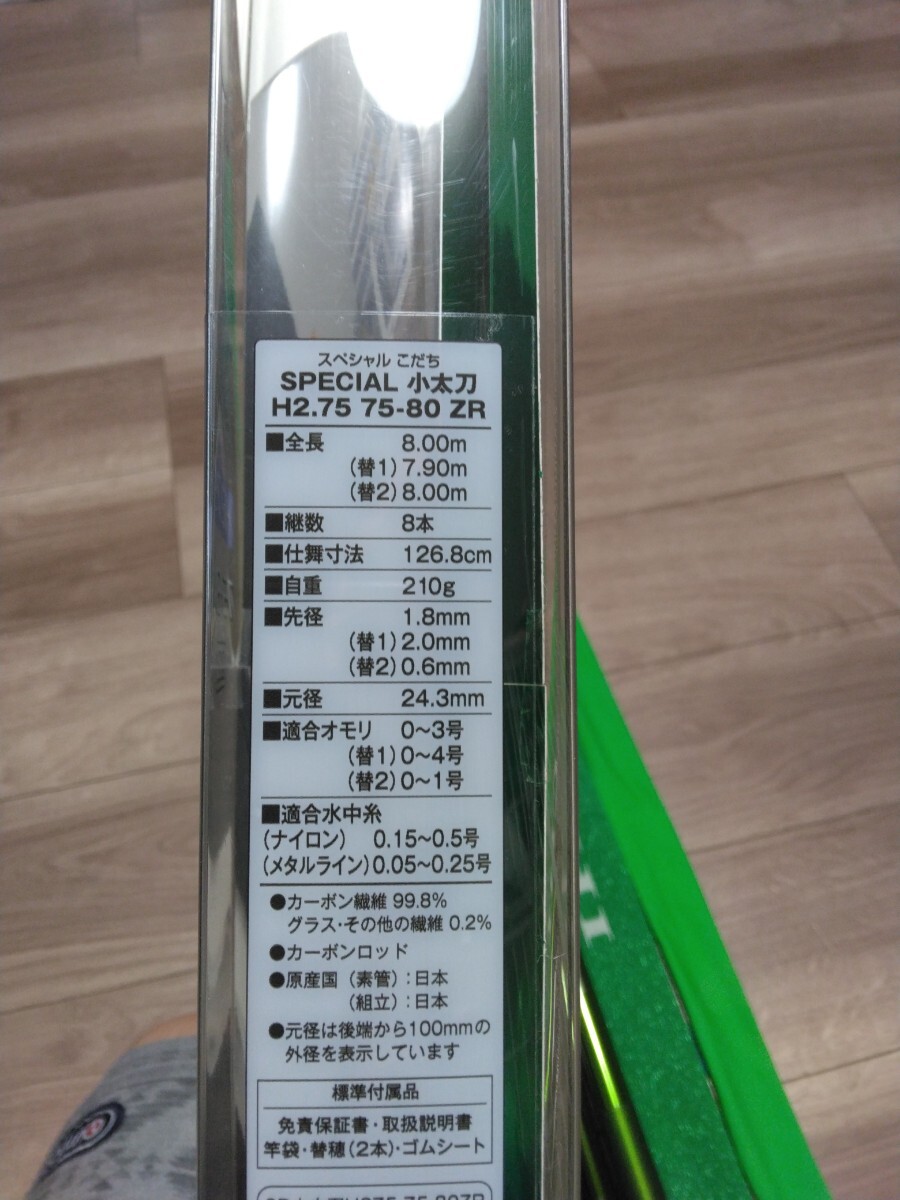 スペシャル こだち
SPECIAL 小太刀
H2.75 75-80 ZR
■全長 8.00m
(替1)7.90m
(替2)8.00m
■継数 8本
■仕舞寸法 126.8cm
■自重 210g
■先径 1.8mm
(替1)2.0mm
(替2)0.6mm
■元径 24.3mm
■適合オモリ 0〜3号
(替1)0〜4号
(替2)0〜1号
■適合水中糸
(ナイロン) 0.15〜0.5号
(メタルライン)0.05〜0.25号
●カーボン繊維 99.8%
グラス・その他の繊維 0.2%
●カーボンロッド
●原産国(素管):日本
(組立):日本
●元径は後端から100mmの
外径を表示しています
標準付属品
免責保証書・取扱説明書
竿袋・替穂(2本)・ゴムシート